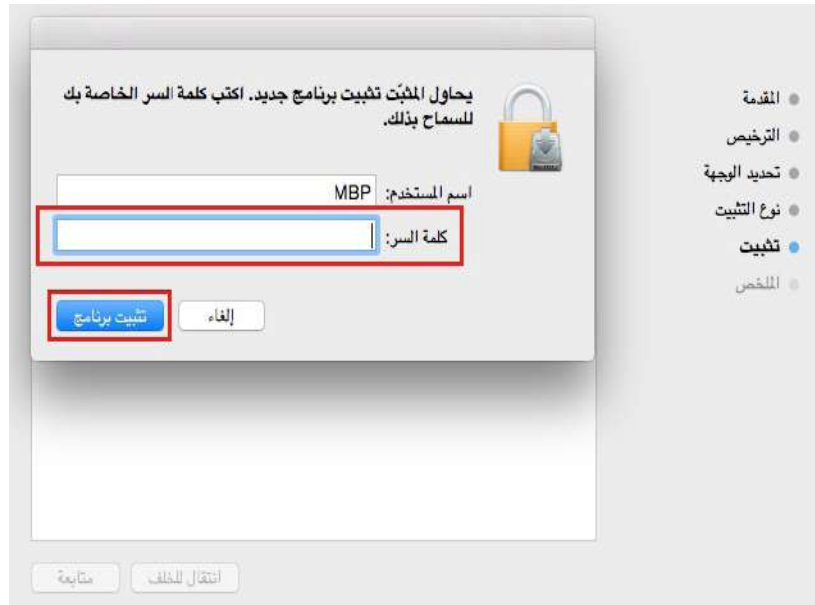 يحاول المثبّت تثبيت برنامج جديد. اكتب كلمة السر الخاصة بك
للسماح بذلك.
اسم المستخدم: MBP
كلمة السر:
إلغاء
تثبيت برنامج
المقدمة
الترخيص
تحديد الوجهة
نوع التثبيت
تثبيت
الملخص
انتقال للخلف
متابعة